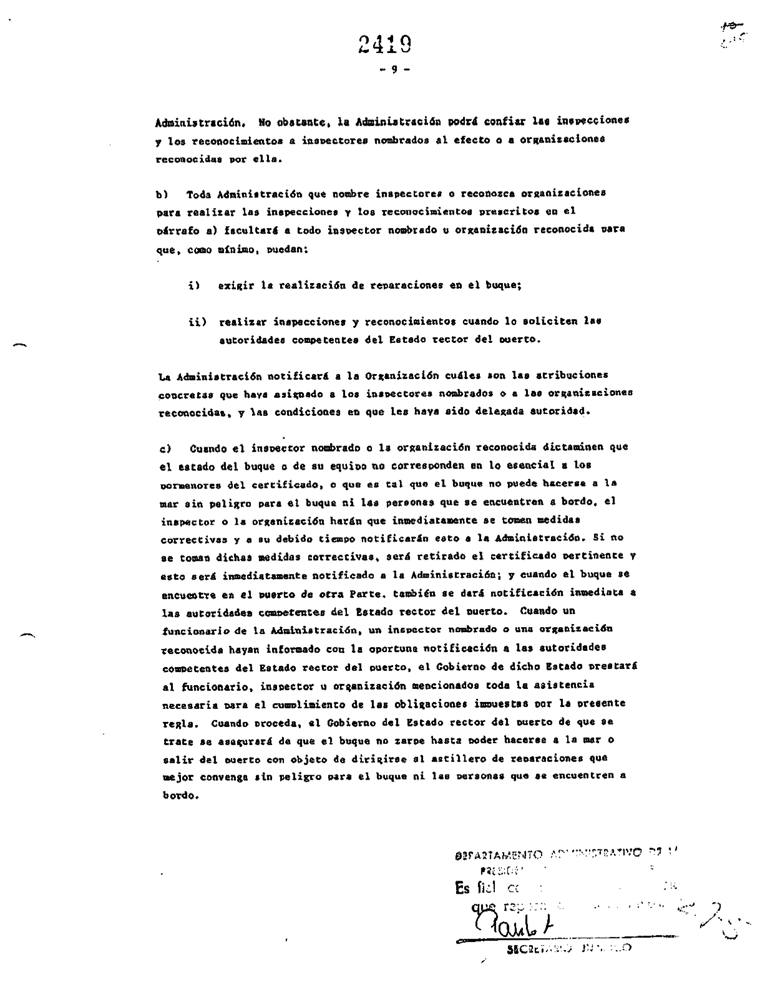 2419
- 9 -
Administración. No obstante, la Administración podrá confiar las inspecciones
y los reconocimientos a inspectores nombrados al efecto o a organizaciones
reconocidas por ella.
b) Toda Administración que nombre inspectores o reconozca organizaciones
para realizar las inspecciones y los reconocimientos prescritos en el
párrafo a) facultará a todo inspector nombrado u organización reconocida para
que, como mínimo, puedan:
i) exigir la realización de reparaciones en el buque;
ii) realizar inspecciones y reconocimientos cuando lo soliciten las
autoridades competentes del Estado rector del puerto.
La Administración notificará a la Organización cuáles son las atribuciones
concretas que haya asignado a los inspectores nombrados o a las organizaciones
reconocidas, y las condiciones en que les haya sido delegada autoridad.
c) Cuando el inspector nombrado o la organización reconocida dictaminen que
el estado del buque o de su equipo no corresponden en lo esencial a los
pormenores del certificado, o que es tal que el buque no puede hacerse a la
mar sin peligro para el buque ni las personas que se encuentren a bordo, el
inspector o la organización harán que inmediatamente se tomen medidas
correctivas y a su debido tiempo notificarán esto a la Administración. Si no
se toman dichas medidas correctivas, será retirado el certificado pertinente y
esto será inmediatamente notificado a la Administración; y cuando el buque se
encuentre en el puerto de otra Parte, también se dará notificación inmediata a
las autoridades competentes del Estado rector del puerto. Cuando un
funcionario de la Administración, un inspector nombrado o una organización
reconocida hayan informado con la oportuna notificación a las autoridades
competentes del Estado rector del puerto, el Gobierno de dicho Estado prestará
al funcionario, inspector u organización mencionados toda la asistencia
necesaria para el cumplimiento de las obligaciones impuestas por la presente
regla. Cuando proceda, el Gobierno del Estado rector del puerto de que se
trate se asegurará de que el buque no zarpe hasta poder hacerse a la mar o
salir del puerto con objeto de dirigirse al astillero de reparaciones que
mejor convenga sin peligro para el buque ni las personas que se encuentren a
bordo.
DEPARTAMENTO ADMINISTRATIVO DE
Es fiel
que
SECRETARIO